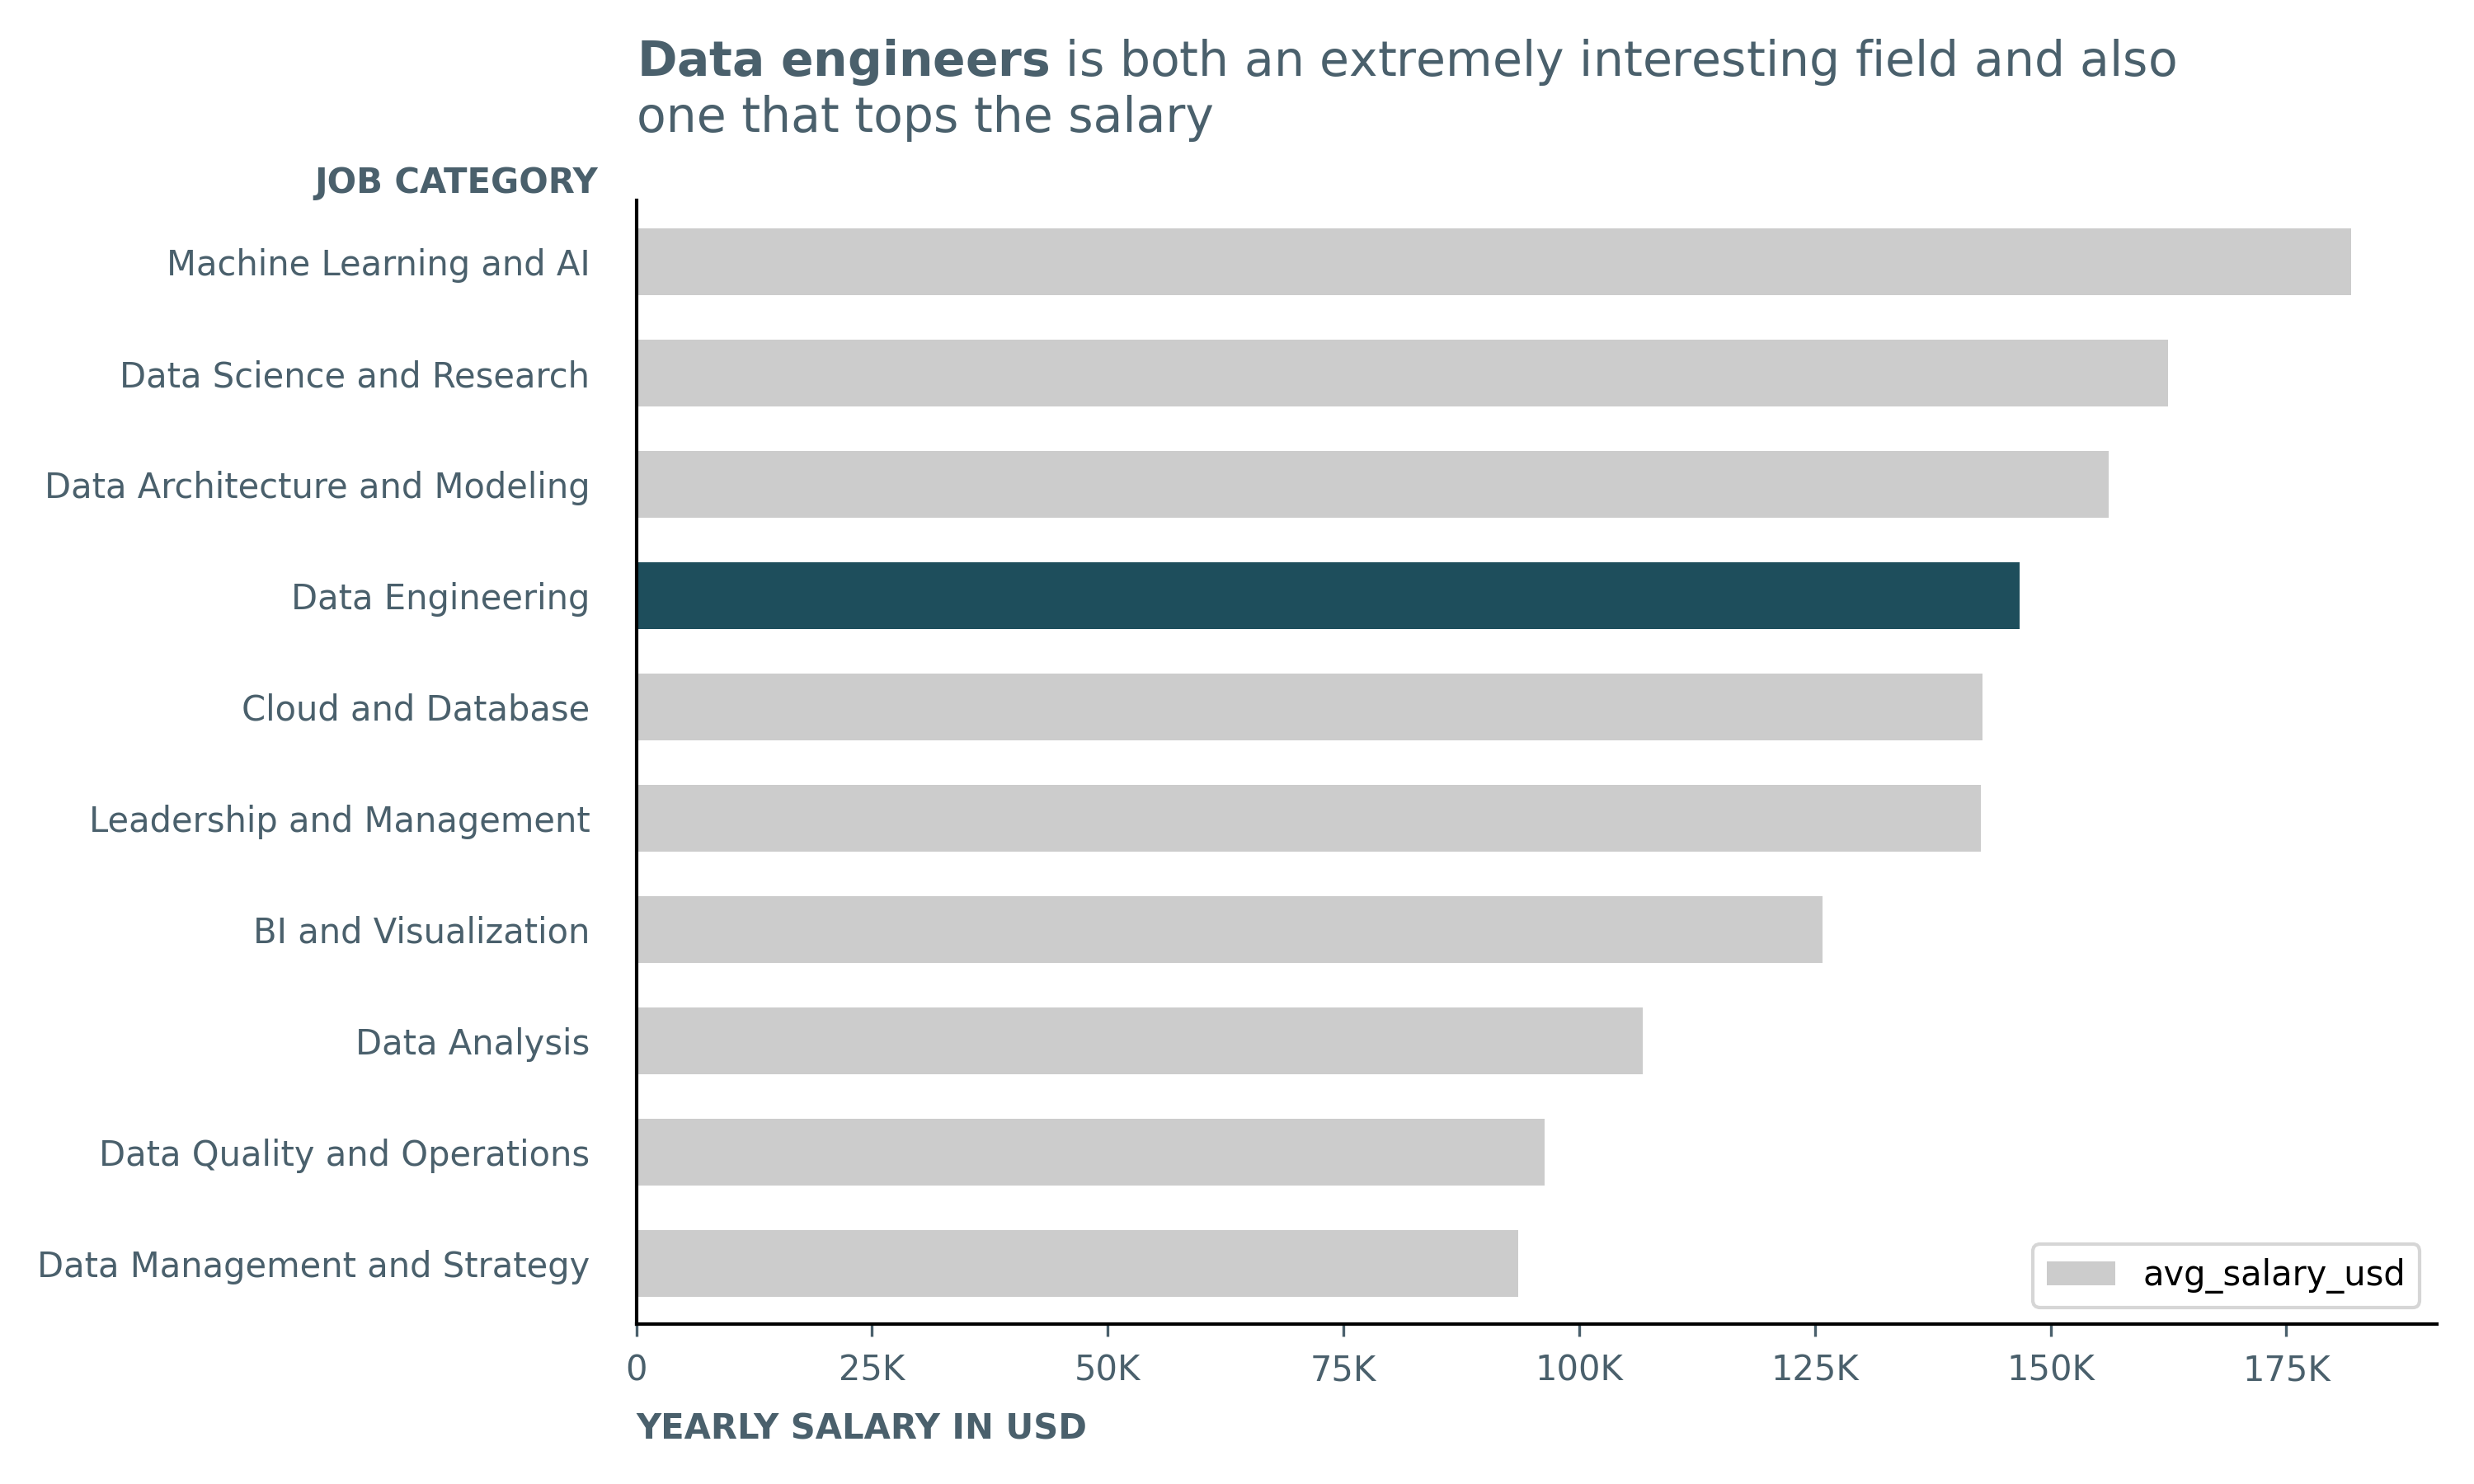 Data engineers is both an extremely interesting field and also
one that tops the salary
JOB CATEGORY
Machine Learning and AI
Data Science and Research
Data Architecture and Modeling
Data Engineering
Cloud and Database
Leadership and Management
BI and Visualization
Data Analysis
Data Quality and Operations
Data Management and Strategy
avg_salary_usd
0 25K 50K 75K 100K 125K 150K 175K
YEARLY SALARY IN USD